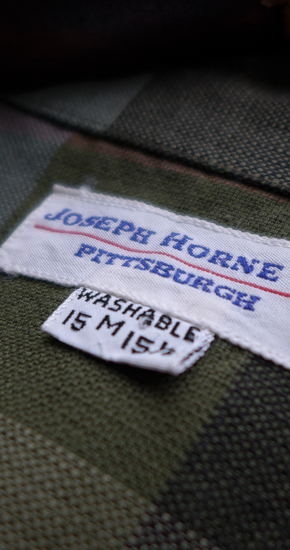 JOSEPH HORNE
PITTSBURGH
WASHABLE
15 M 15½